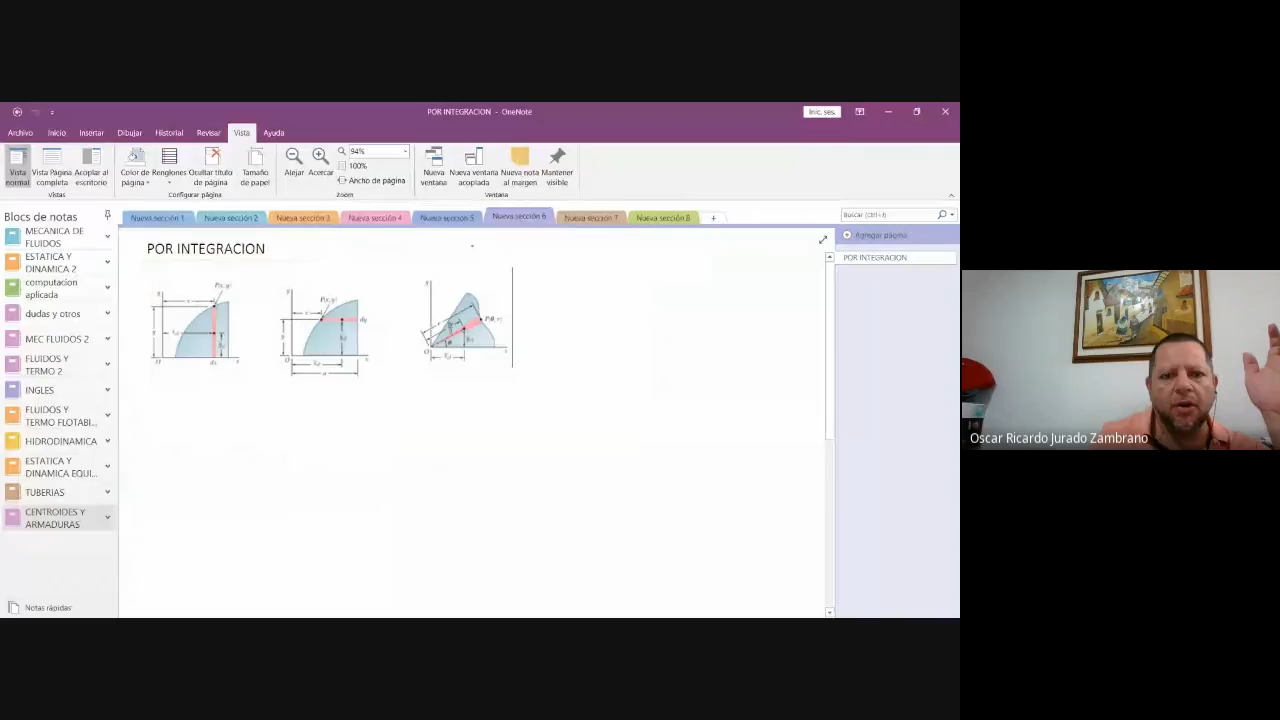 POR INTEGRACION - OneNote
Inic. ses.
Archivo Inicio Insertar Dibujar Historial Revisar Vista Ayuda
Vista normal
Vista Página completa
Acoplar al escritorio
Vistas
Color de página
Renglones
Ocultar título de página
Tamaño de papel
Configurar página
Alejar
Acercar
94%
100%
Ancho de página
Zoom
Nueva ventana
Nueva ventana acoplada
Nueva nota al margen
Mantener visible
Ventana
Blocs de notas
Nueva sección 1 Nueva sección 2 Nueva sección 3 Nueva sección 4 Nueva sección 5 Nueva sección 6 Nueva sección 7 Nueva sección 8 +
Buscar (Ctrl+J)
MECANICA DE FLUIDOS
ESTATICA Y DINAMICA 2
computacion aplicada
dudas y otros
MEC FLUIDOS 2
FLUIDOS Y TERMO 2
INGLES
FLUIDOS Y TERMO FLOTABI...
HIDRODINAMICA
ESTATICA Y DINAMICA EQUI...
TUBERIAS
CENTROIDES Y ARMADURAS
Notas rápidas
POR INTEGRACION
P(x, y)
x
y
dx
P(x, y)
x
y
dy
O
a
P(θ, r)
y
O
x
Agregar página
POR INTEGRACION
Oscar Ricardo Jurado Zambrano